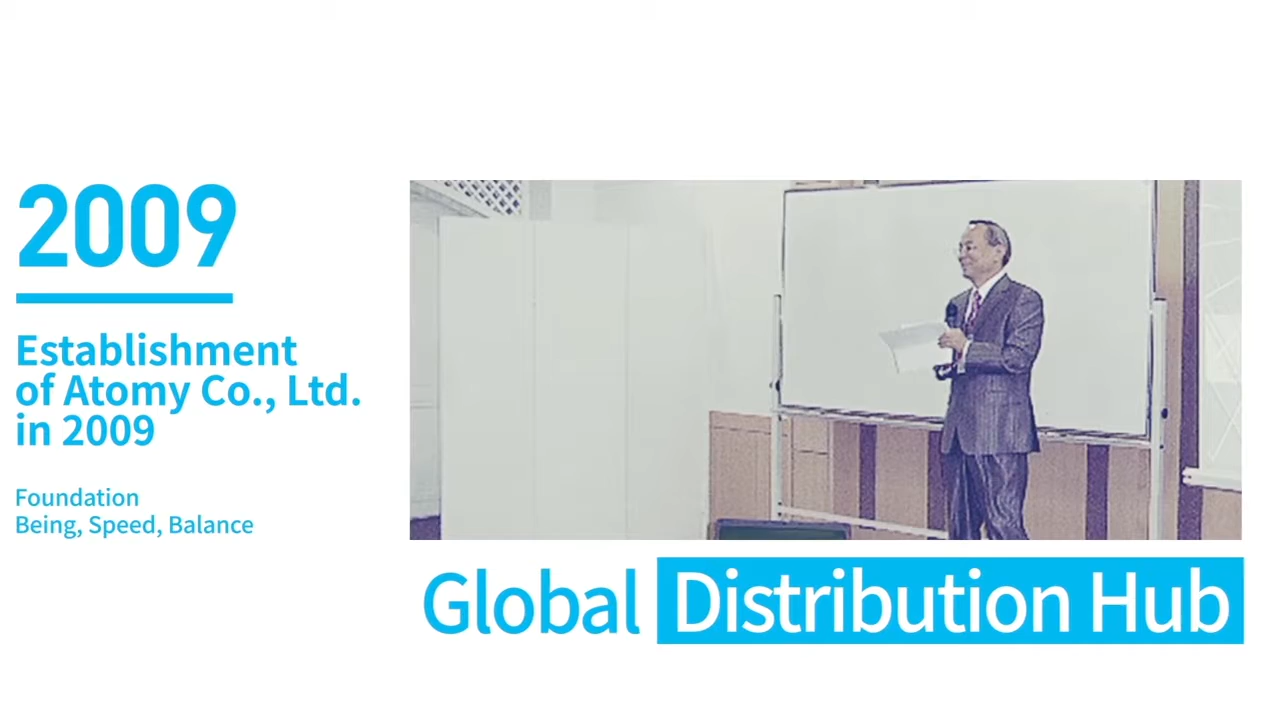 2009
Establishment
of Atomy Co., Ltd.
in 2009
Foundation
Being, Speed, Balance
Global Distribution Hub